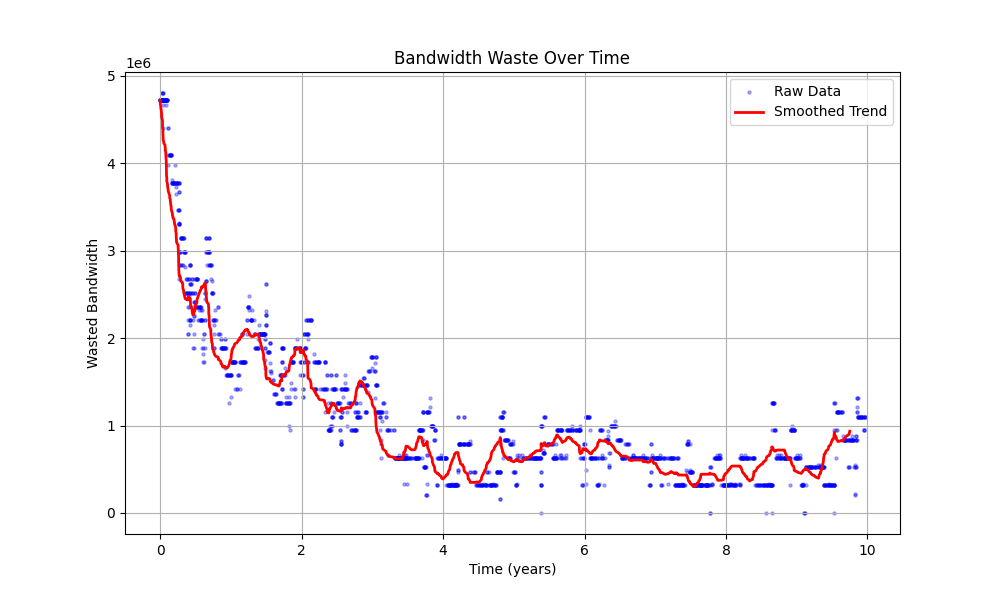 Bandwidth Waste Over Time
1e6
5
4
3
2
1
0
Wasted Bandwidth
Raw Data
Smoothed Trend
0 2 4 6 8 10
Time (years)